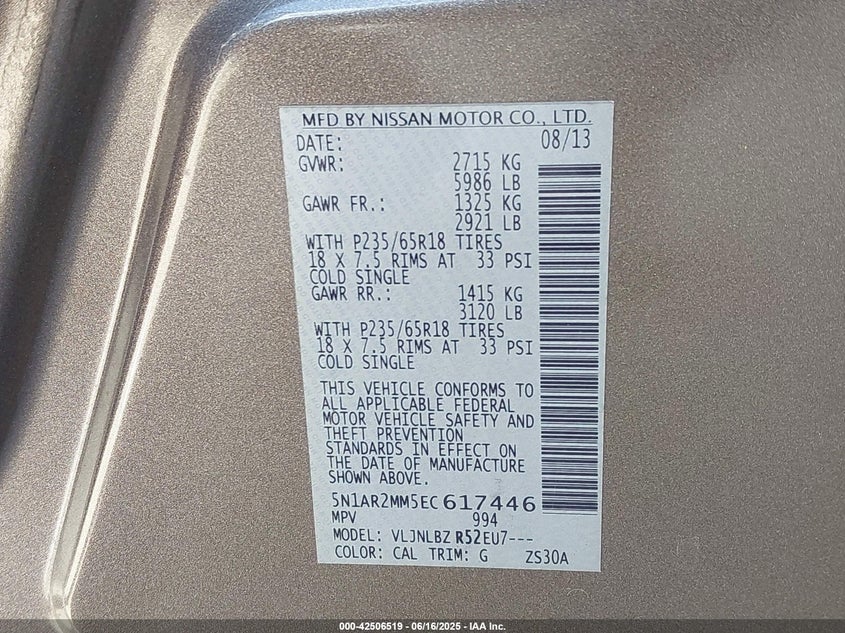 MFD BY NISSAN MOTOR CO., LTD.
DATE: 08/13
GVWR: 2715 KG
5986 LB
GAWR FR.: 1325 KG
2921 LB
WITH P235/65R18 TIRES
18 X 7.5 RIMS AT 33 PSI
COLD SINGLE
GAWR RR.: 1415 KG
3120 LB
WITH P235/65R18 TIRES
18 X 7.5 RIMS AT 33 PSI
COLD SINGLE
THIS VEHICLE CONFORMS TO
ALL APPLICABLE FEDERAL
MOTOR VEHICLE SAFETY AND
THEFT PREVENTION
STANDARDS IN EFFECT ON
THE DATE OF MANUFACTURE
SHOWN ABOVE.
5N1AR2MM5EC617446
MPV 994
MODEL: VLJNLBZ R52EU7---
COLOR: CAL TRIM: G ZS30A
000-42506519 - 06/16/2025 - IAA Inc.